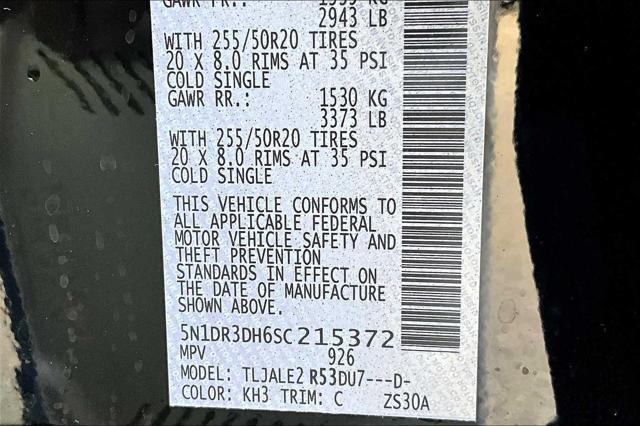 2943 LB
WITH 255/50R20 TIRES
20 X 8.0 RIMS AT 35 PSI
COLD SINGLE
GAWR RR.: 1530 KG
3373 LB
WITH 255/50R20 TIRES
20 X 8.0 RIMS AT 35 PSI
COLD SINGLE
THIS VEHICLE CONFORMS TO
ALL APPLICABLE FEDERAL
MOTOR VEHICLE SAFETY AND
THEFT PREVENTION
STANDARDS IN EFFECT ON
THE DATE OF MANUFACTURE
SHOWN ABOVE.
5N1DR3DH6SC215372
MPV 926
MODEL: TLJALE2 R53DU7---D-
COLOR: KH3 TRIM: C ZS30A